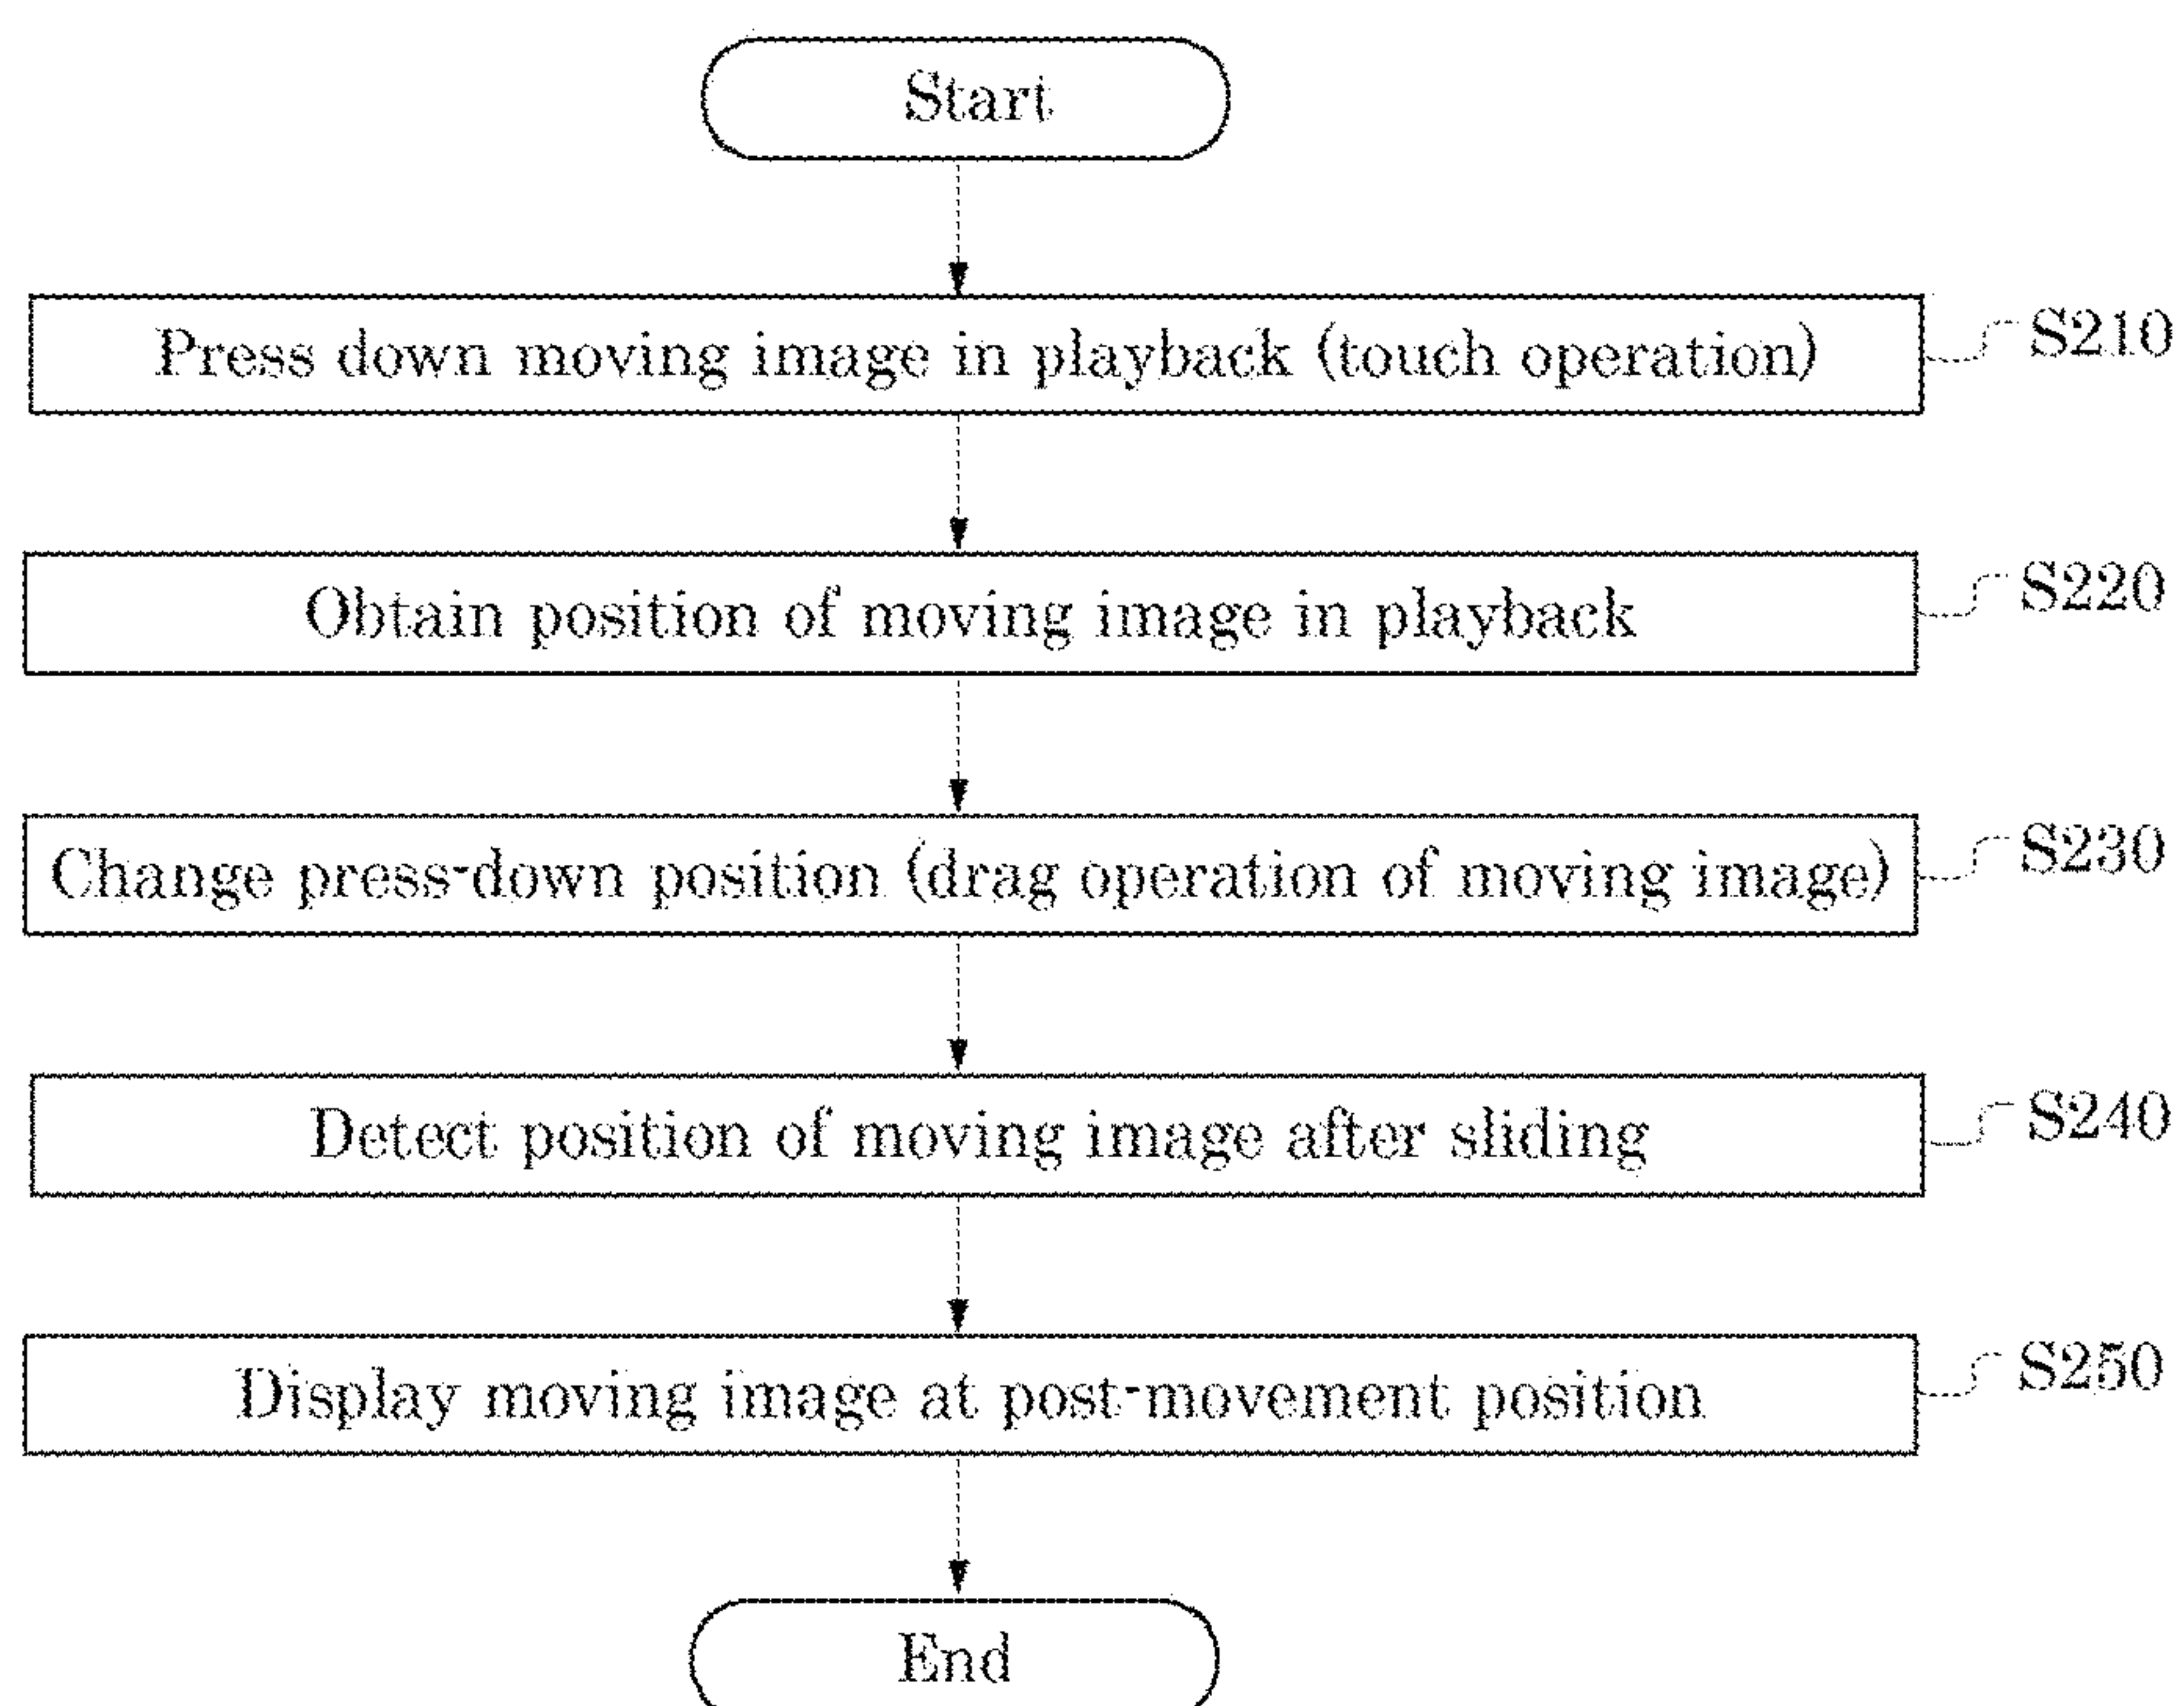 Start
Press down moving image in playback (touch operation) S210
Obtain position of moving image in playback S220
Change press-down position (drag operation of moving image) S230
Detect position of moving image after sliding S240
Display moving image at post-movement position S250
End